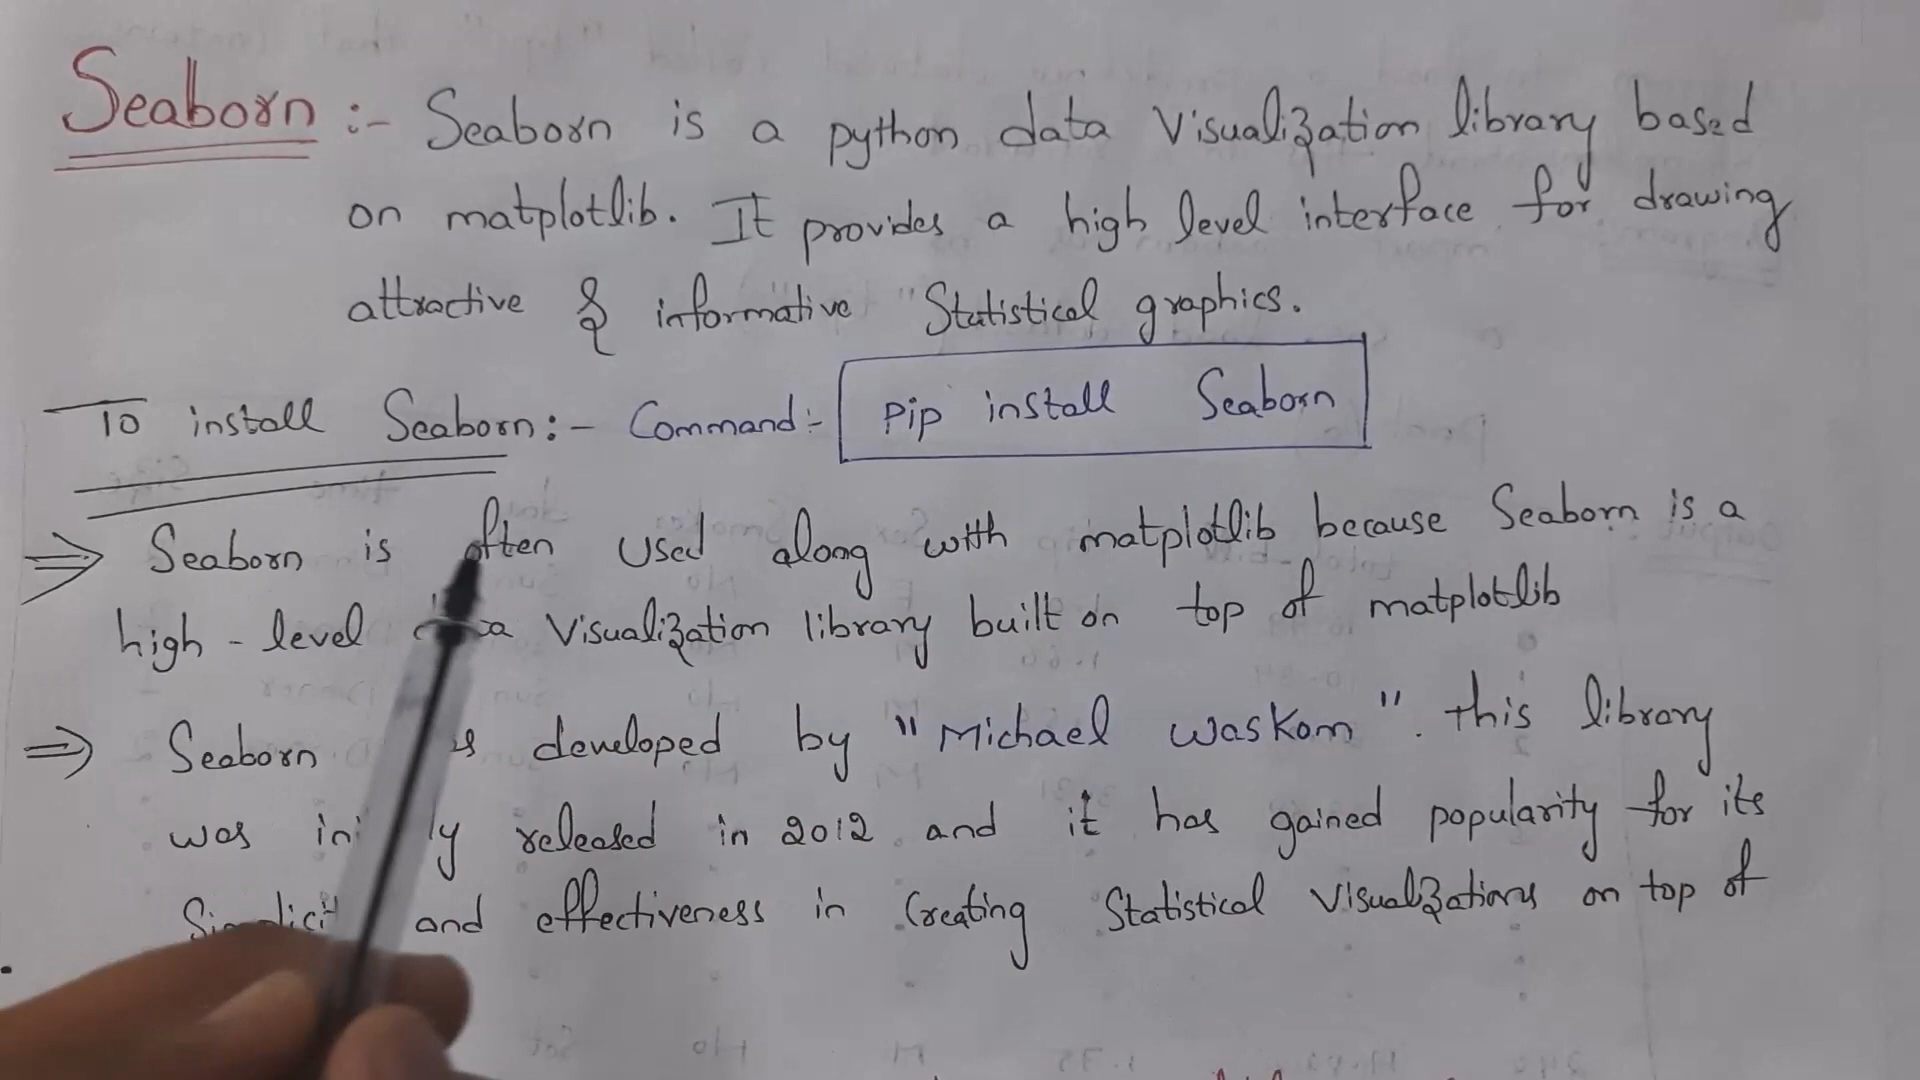 Seaborn :- Seaborn is a python data Visualization library based
on matplotlib. It provides a high level interface for drawing
attractive & informative "Statistical graphics.
To install Seaborn:- Command:- Pip install Seaborn
⇒ Seaborn is often used along with matplotlib because Seaborn is a
high-level visualization library built on top of matplotlib
⇒ Seaborn developed by "Michael Waskom". this library
was released in 2012 and it has gained popularity for its
and effectiveness in Creating Statistical Visualizations on top of